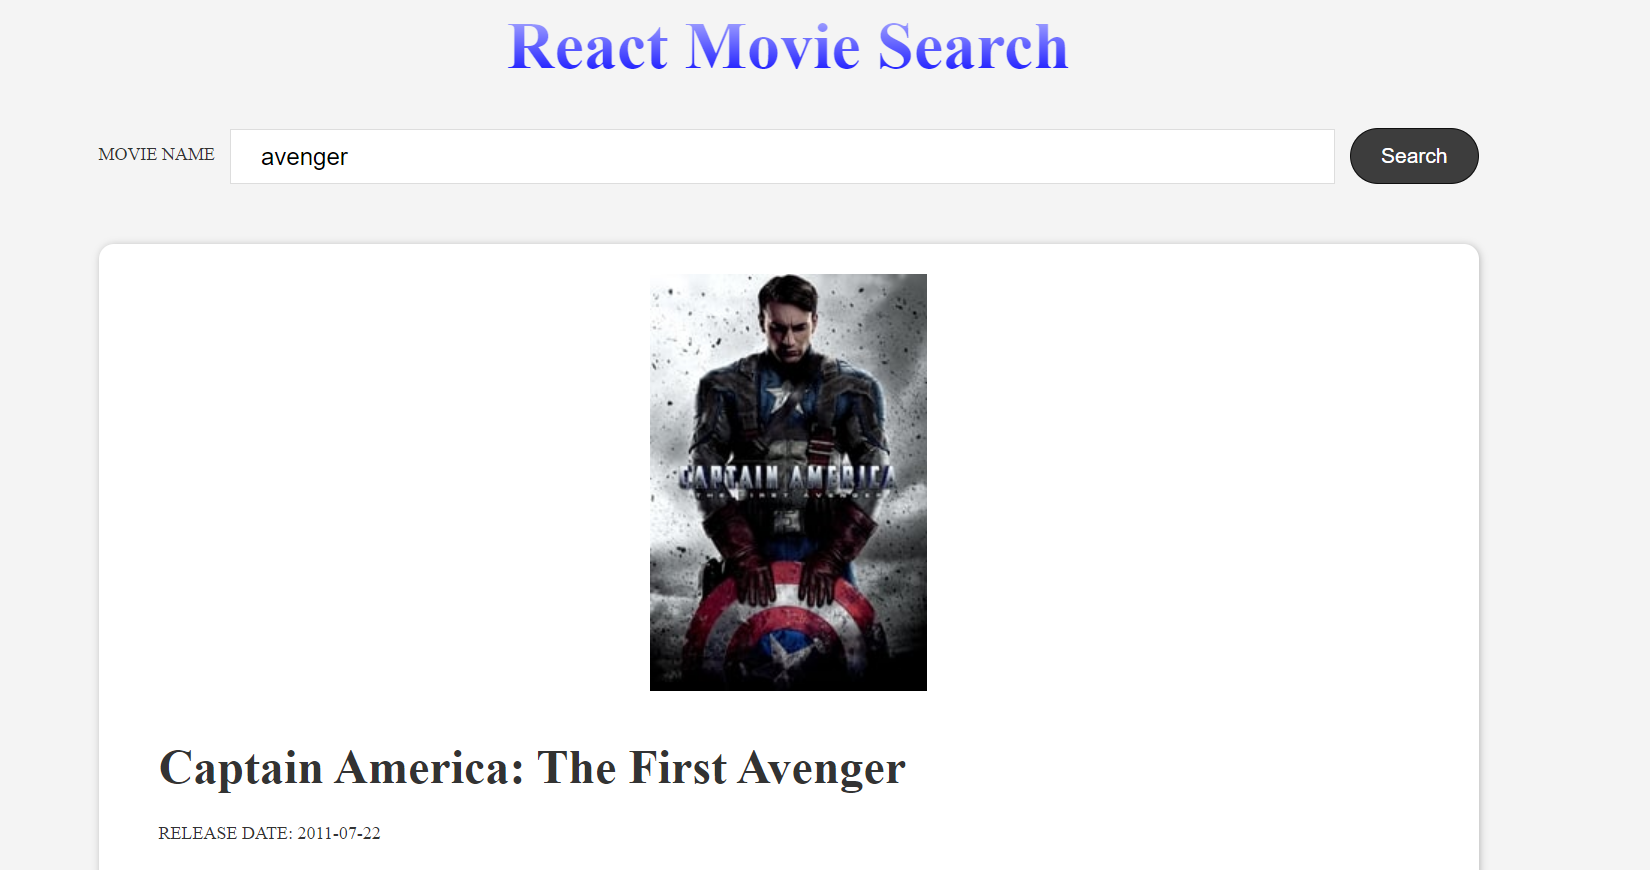 React Movie Search
MOVIE NAME
avenger
Search
CAPTAIN AMERICA
THE FIRST AVENGER
Captain America: The First Avenger
RELEASE DATE: 2011-07-22